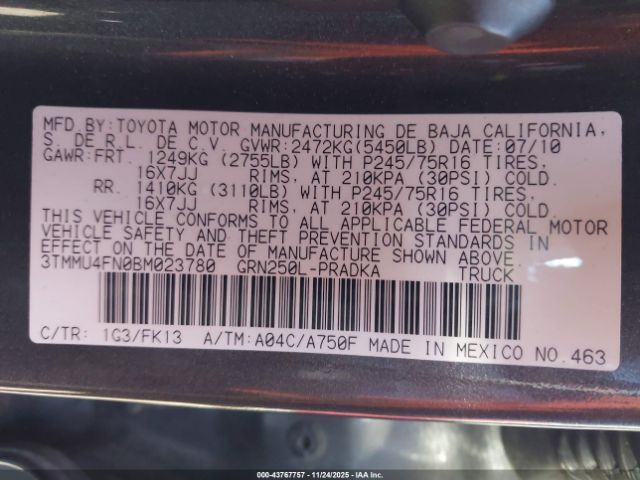 MFD.BY:TOYOTA MOTOR MANUFACTURING DE BAJA CALIFORNIA,
S. DE R.L. DE C.V. GVWR:2472KG(5450LB) DATE:07/10
GAWR:FRT. 1249KG (2755LB) WITH P245/75R16 TIRES,
16X7JJ RIMS, AT 210KPA (30PSI) COLD.
RR. 1410KG (3110LB) WITH P245/75R16 TIRES,
16X7JJ RIMS, AT 210KPA (30PSI) COLD.
THIS VEHICLE CONFORMS TO ALL APPLICABLE FEDERAL MOTOR
VEHICLE SAFETY AND THEFT PREVENTION STANDARDS IN
EFFECT ON THE DATE OF MANUFACTURE SHOWN ABOVE.
3TMMU4FN0BM023780 GRN250L-PRADKA TRUCK
C/TR: 1G3/FK13 A/TM:A04C/A750F MADE IN MEXICO NO.463
000-43767757 | 11/24/2025 | IAA Inc.